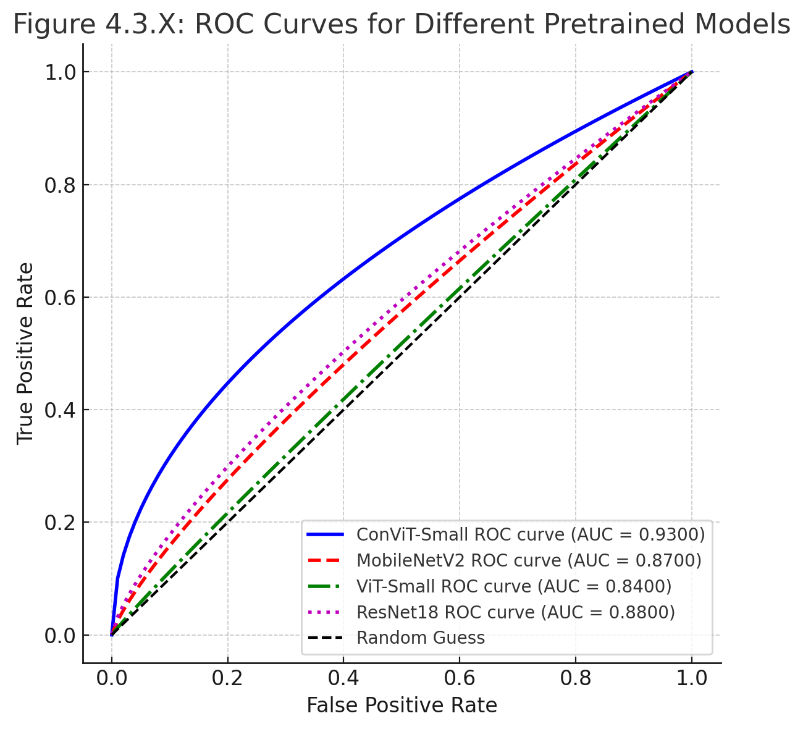 Figure 4.3.X: ROC Curves for Different Pretrained Models
1.0
0.8
0.6
0.4
0.2
0.0
True Positive Rate
ConViT-Small ROC curve (AUC = 0.9300)
MobileNetV2 ROC curve (AUC = 0.8700)
ViT-Small ROC curve (AUC = 0.8400)
ResNet18 ROC curve (AUC = 0.8800)
Random Guess
0.0 0.2 0.4 0.6 0.8 1.0
False Positive Rate